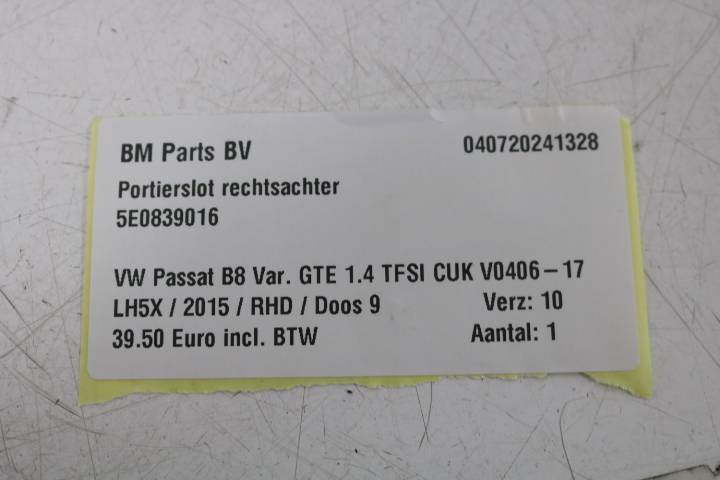 BM Parts BV 040720241328
Portierslot rechtsachter
5E0839016
VW Passat B8 Var. GTE 1.4 TFSI CUK V0406-17
LH5X / 2015 / RHD / Doos 9 Verz: 10
39.50 Euro incl. BTW Aantal: 1